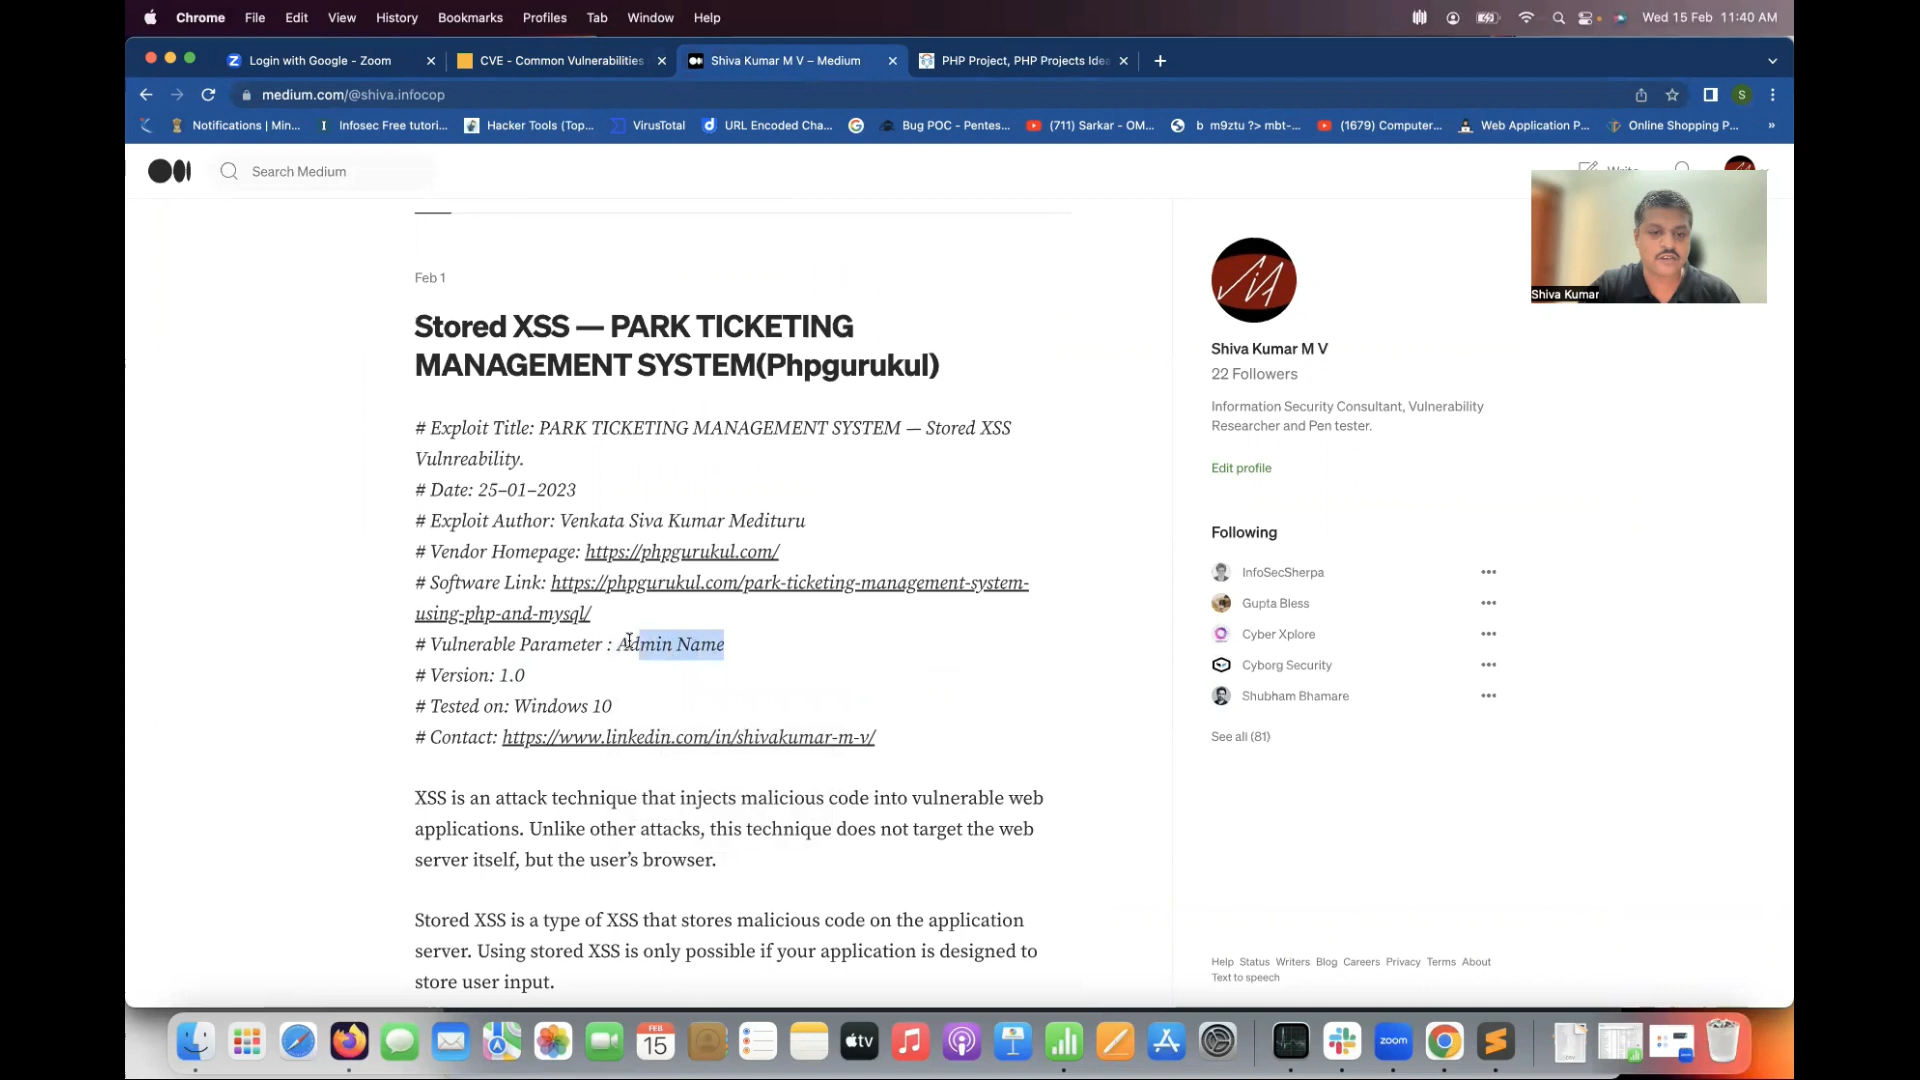 Chrome File Edit View History Bookmarks Profiles Tab Window Help Wed 15 Feb 11:40 AM
Login with Google - Zoom CVE - Common Vulnerabilities Shiva Kumar M V – Medium PHP Project, PHP Projects Idea
medium.com/@shiva.infocop S
Notifications | Min... Infosec Free tutori... Hacker Tools (Top... VirusTotal URL Encoded Cha... Bug POC - Pentes... (711) Sarkar - OM... b m9ztu ?> mbt-... (1679) Computer... Web Application P... Online Shopping P... »
Search Medium
Shiva Kumar
Feb 1
Stored XSS — PARK TICKETING
MANAGEMENT SYSTEM(Phpgurukul)
# Exploit Title: PARK TICKETING MANAGEMENT SYSTEM — Stored XSS
Vulnreability.
# Date: 25–01–2023
# Exploit Author: Venkata Siva Kumar Medituru
# Vendor Homepage: https://phpgurukul.com/
# Software Link: https://phpgurukul.com/park-ticketing-management-system-
using-php-and-mysql/
# Vulnerable Parameter : Admin Name
# Version: 1.0
# Tested on: Windows 10
# Contact: https://www.linkedin.com/in/shivakumar-m-v/
XSS is an attack technique that injects malicious code into vulnerable web
applications. Unlike other attacks, this technique does not target the web
server itself, but the user’s browser.
Stored XSS is a type of XSS that stores malicious code on the application
server. Using stored XSS is only possible if your application is designed to
store user input.
Shiva Kumar M V
22 Followers
Information Security Consultant, Vulnerability
Researcher and Pen tester.
Edit profile
Following
InfoSecSherpa
Gupta Bless
Cyber Xplore
Cyborg Security
Shubham Bhamare
See all (81)
Help Status Writers Blog Careers Privacy Terms About
Text to speech
FEB
15
tv
zoom